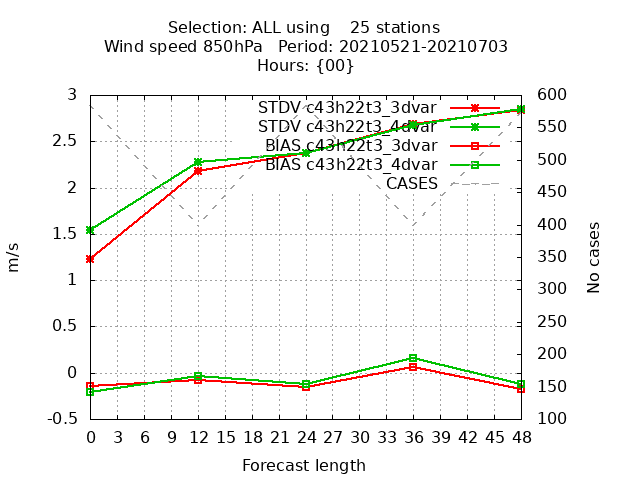 Selection: ALL using 25 stations
Wind speed 850hPa Period: 20210521-20210703
Hours: {00}
STDV c43h22t3_3dvar
STDV c43h22t3_4dvar
BIAS c43h22t3_3dvar
BIAS c43h22t3_4dvar
CASES
3
2.5
2
1.5
1
0.5
0
-0.5
m/s
600
550
500
450
400
350
300
250
200
150
100
No cases
0 3 6 9 12 15 18 21 24 27 30 33 36 39 42 45 48
Forecast length